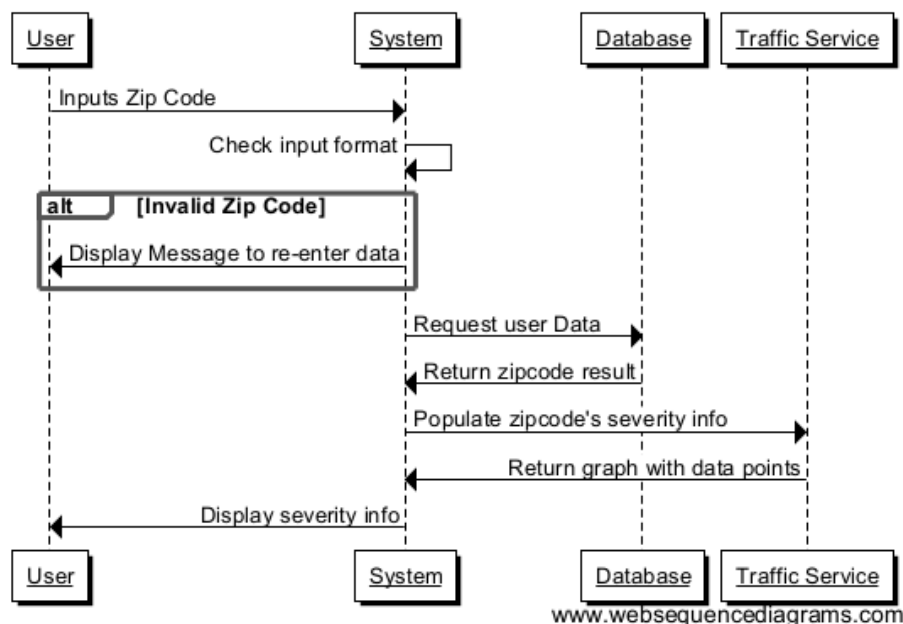 User System Database Traffic Service
Inputs Zip Code
Check input format
alt [Invalid Zip Code]
Display Message to re-enter data
Request user Data
Return zipcode result
Populate zipcode's severity info
Return graph with data points
Display severity info
User System Database Traffic Service
www.websequencediagrams.com